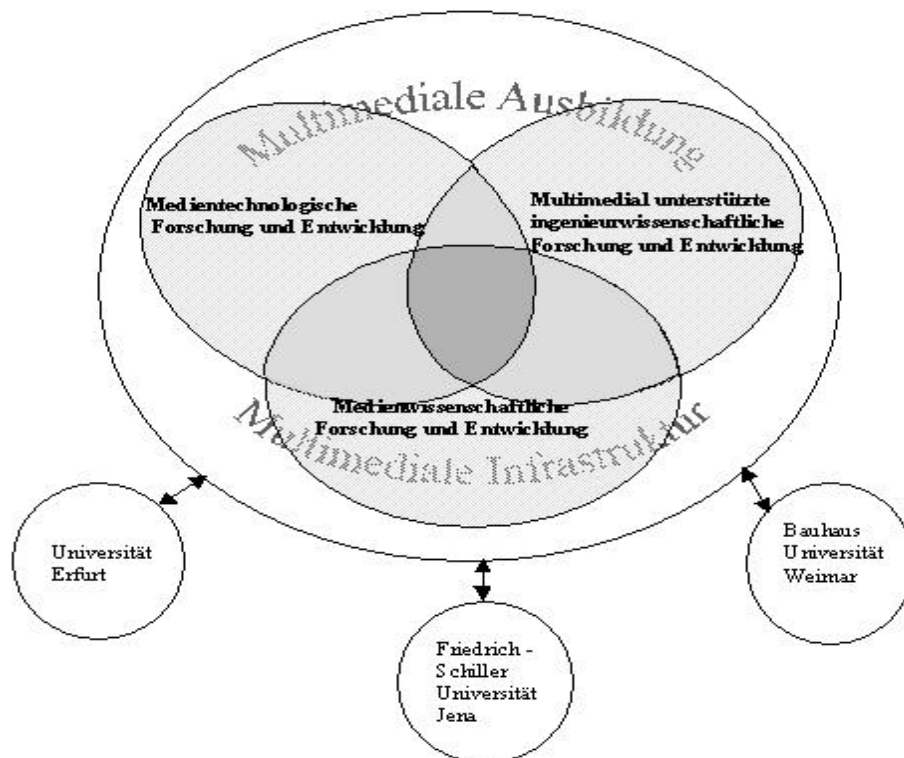 Multimediale Ausbildung
Medientechnologische
Forschung und Entwicklung
Multimedial unterstützte
ingenieurwissenschaftliche
Forschung und Entwicklung
Medienwissenschaftliche
Forschung und Entwicklung
Multimediale Infrastruktur
Universität
Erfurt
Friedrich -
Schiller
Universität
Jena
Bauhaus
Universität
Weimar